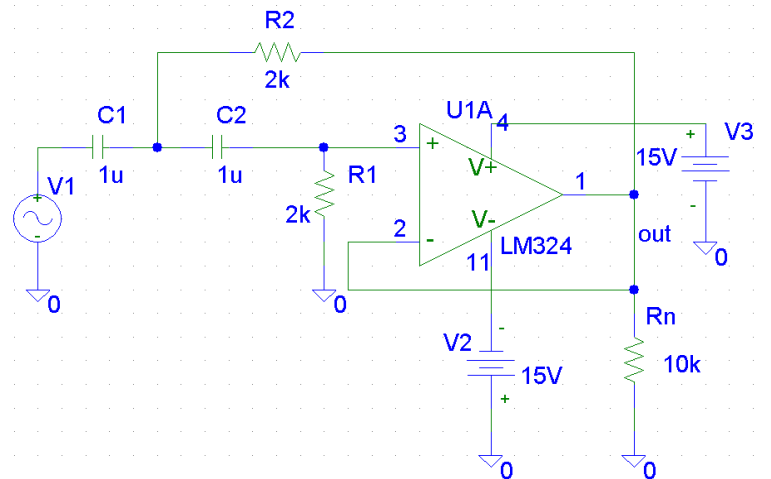 R2
2k
C1
C2
U1A
4
V3
3
+
+
V+
15V
1u
1u
R1
V1
+
1
-
2k
2
-
V-
-
LM324
out
11
0
0
0
Rn
V2
-
15V
10k
+
0
0